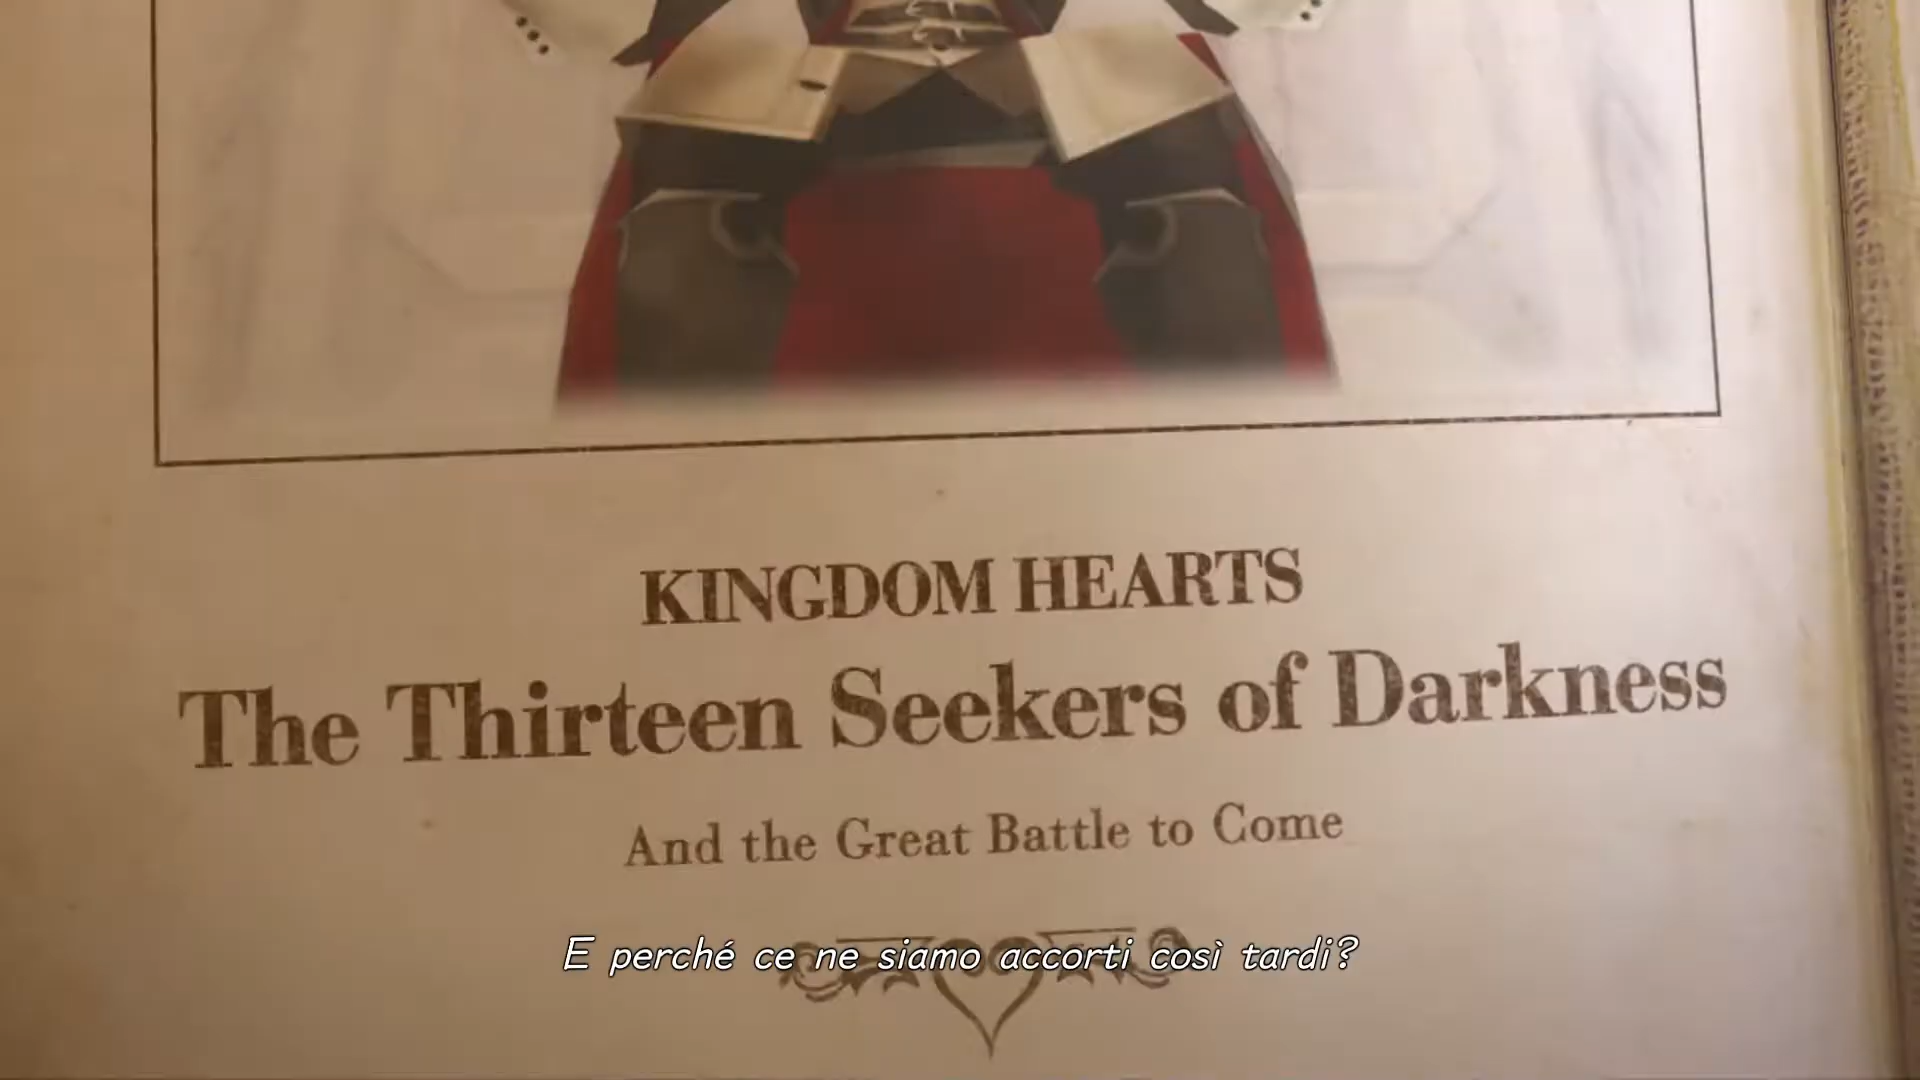 KINGDOM HEARTS
The Thirteen Seekers of Darkness
And the Great Battle to Come
E perché ce ne siamo accorti così tardi?